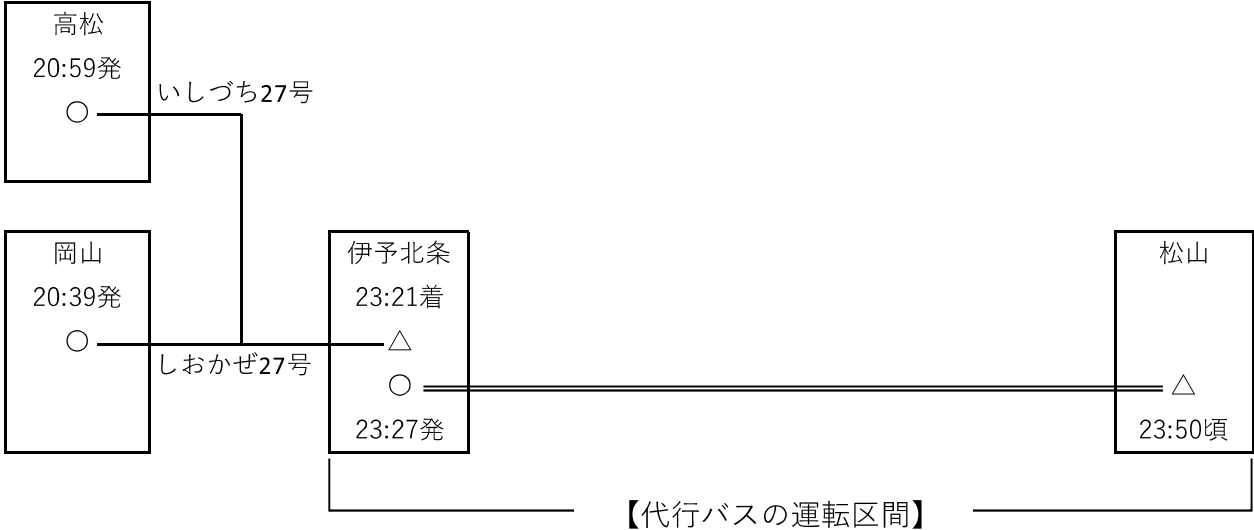 高松
20:59発
○
いしづち27号
岡山
20:39発
○
しおかぜ27号
伊予北条
23:21着
△
○
23:27発
松山
△
23:50頃
【代行バスの運転区間】